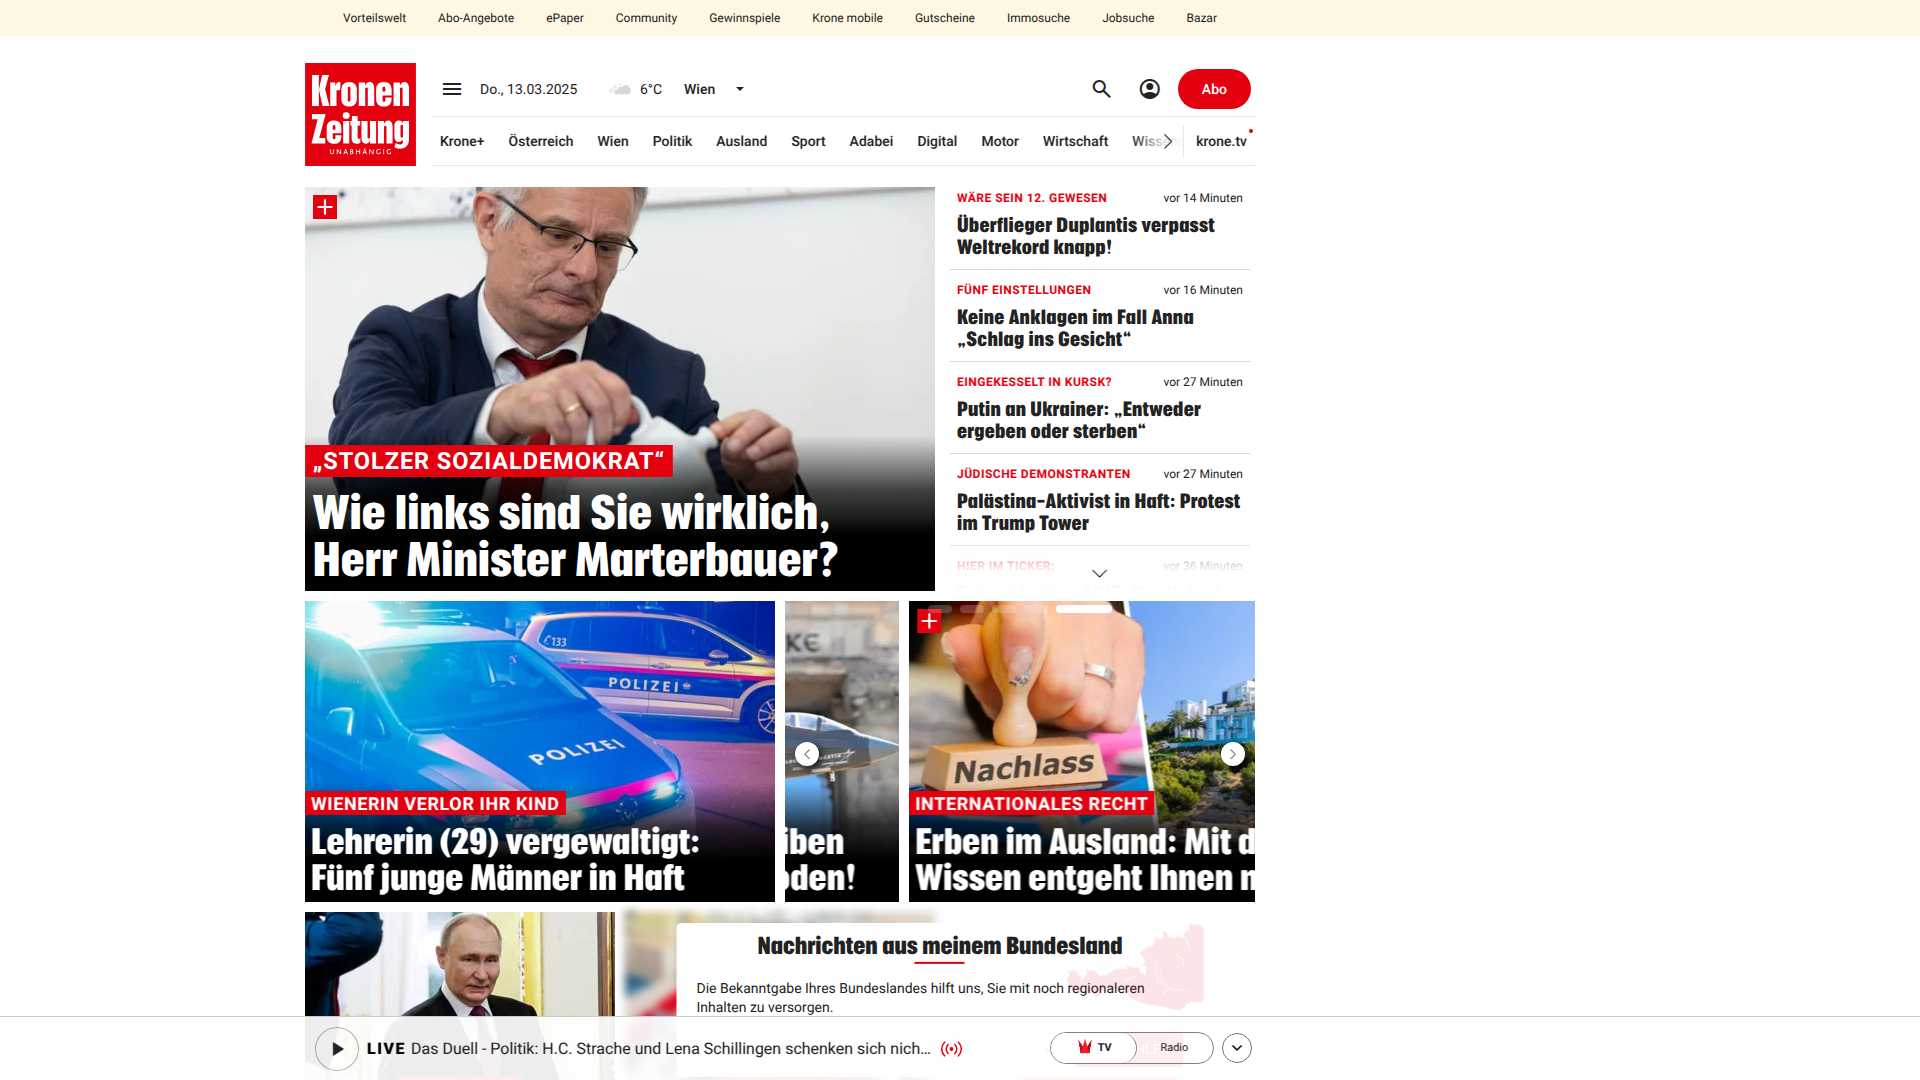 Vorteilswelt
Abo-Angebote
ePaper
Community
Gewinnspiele
Krone mobile
Gutscheine
Immosuche
Jobsuche
Bazar
Kronen
Zeitung
UNABHÄNGIG
Do., 13.03.2025
6°C
Wien
Abo
Krone+
Österreich
Wien
Politik
Ausland
Sport
Adabei
Digital
Motor
Wirtschaft
krone.tv
„STOLZER SOZIALDEMOKRAT“
Wie links sind Sie wirklich,
Herr Minister Marterbauer?
WÄRE SEIN 12. GEWESEN
vor 14 Minuten
Überflieger Duplantis verpasst
Weltrekord knapp!
FÜNF EINSTELLUNGEN
vor 16 Minuten
Keine Anklagen im Fall Anna
„Schlag ins Gesicht“
EINGEKESSELT IN KURSK?
vor 27 Minuten
Putin an Ukrainer: „Entweder
ergeben oder sterben“
JÜDISCHE DEMONSTRANTEN
vor 27 Minuten
Palästina-Aktivist in Haft: Protest
im Trump Tower
HIER IM TICKER:
vor 36 Minuten
133
POLIZEI
POLIZEI
WIENERIN VERLOR IHR KIND
Lehrerin (29) vergewaltigt:
Fünf junge Männer in Haft
iben
oden!
Nachlass
INTERNATIONALES RECHT
Erben im Ausland: Mit d
Wissen entgeht Ihnen n
Nachrichten aus meinem Bundesland
Die Bekanntgabe Ihres Bundeslandes hilft uns, Sie mit noch regionaleren
Inhalten zu versorgen.
LIVE Das Duell - Politik: H.C. Strache und Lena Schillingen schenken sich nich...
TV
Radio